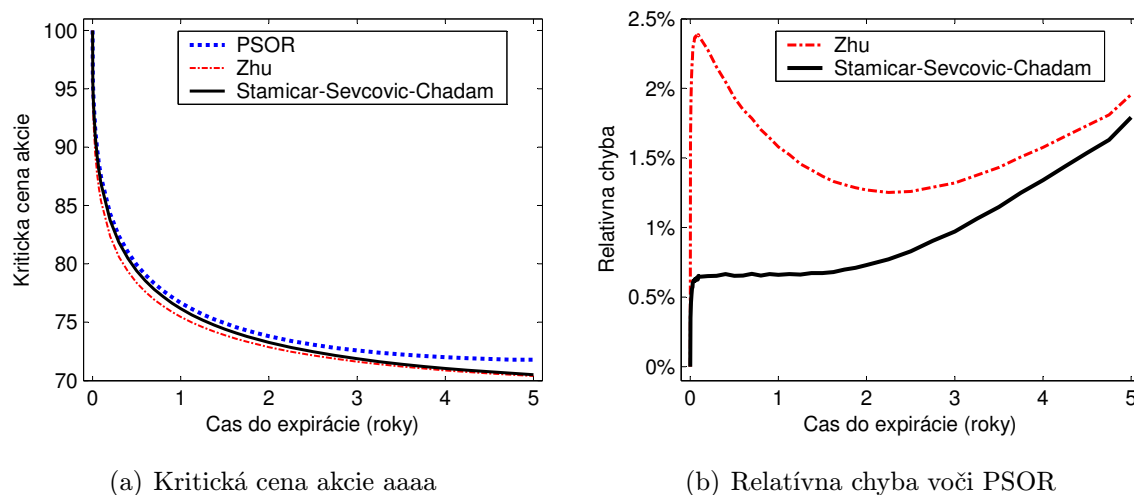 100
95
90
85
80
75
70
Kriticka cena akcie
PSOR
Zhu
Stamicar-Sevcovic-Chadam
0 1 2 3 4 5
Cas do expirácie (roky)
(a) Kritická cena akcie aaaa
2.5%
2%
1.5%
1%
0.5%
0%
Relativna chyba
Zhu
Stamicar-Sevcovic-Chadam
0 1 2 3 4 5
Cas do expirácie (roky)
(b) Relatívna chyba voči PSOR